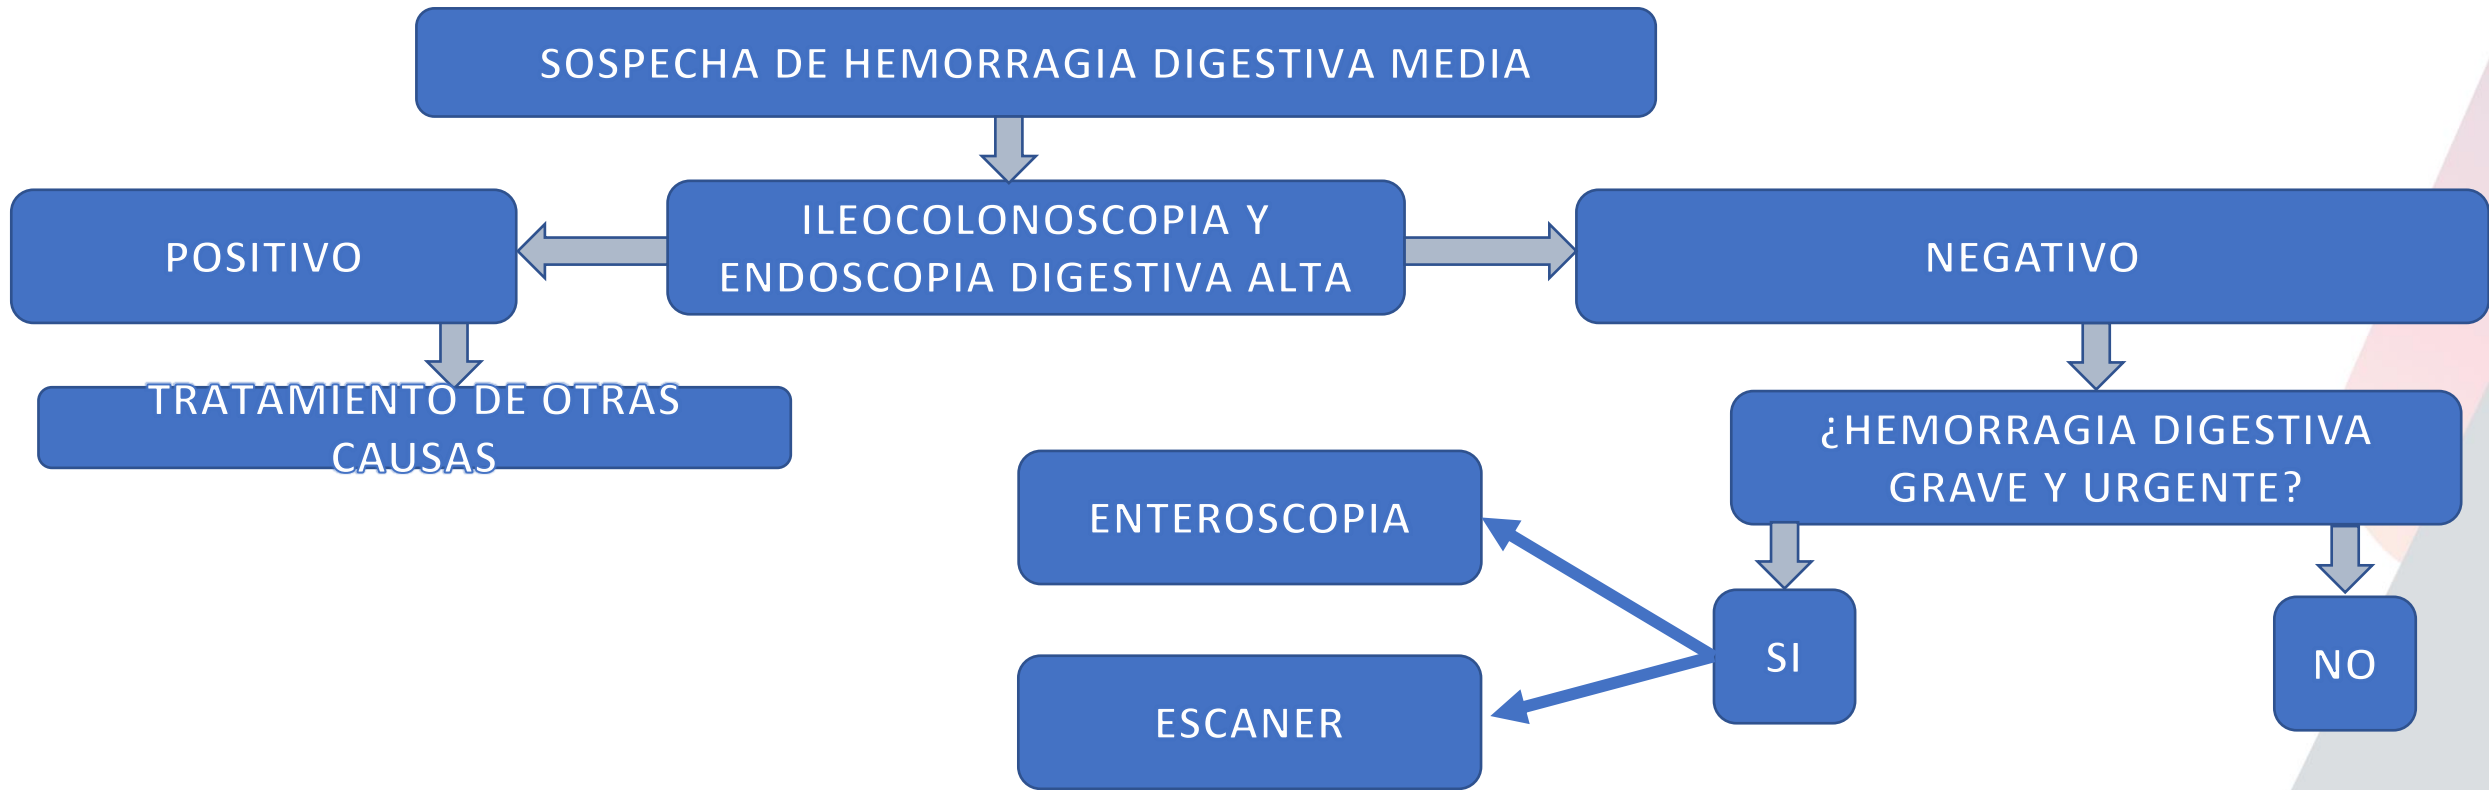 SOSPECHA DE HEMORRAGIA DIGESTIVA MEDIA
POSITIVO
ILEOCOLONOSCOPIA Y
ENDOSCOPIA DIGESTIVA ALTA
NEGATIVO
TRATAMIENTO DE OTRAS
CAUSAS
¿HEMORRAGIA DIGESTIVA
GRAVE Y URGENTE?
ENTEROSCOPIA
SI
NO
ESCANER